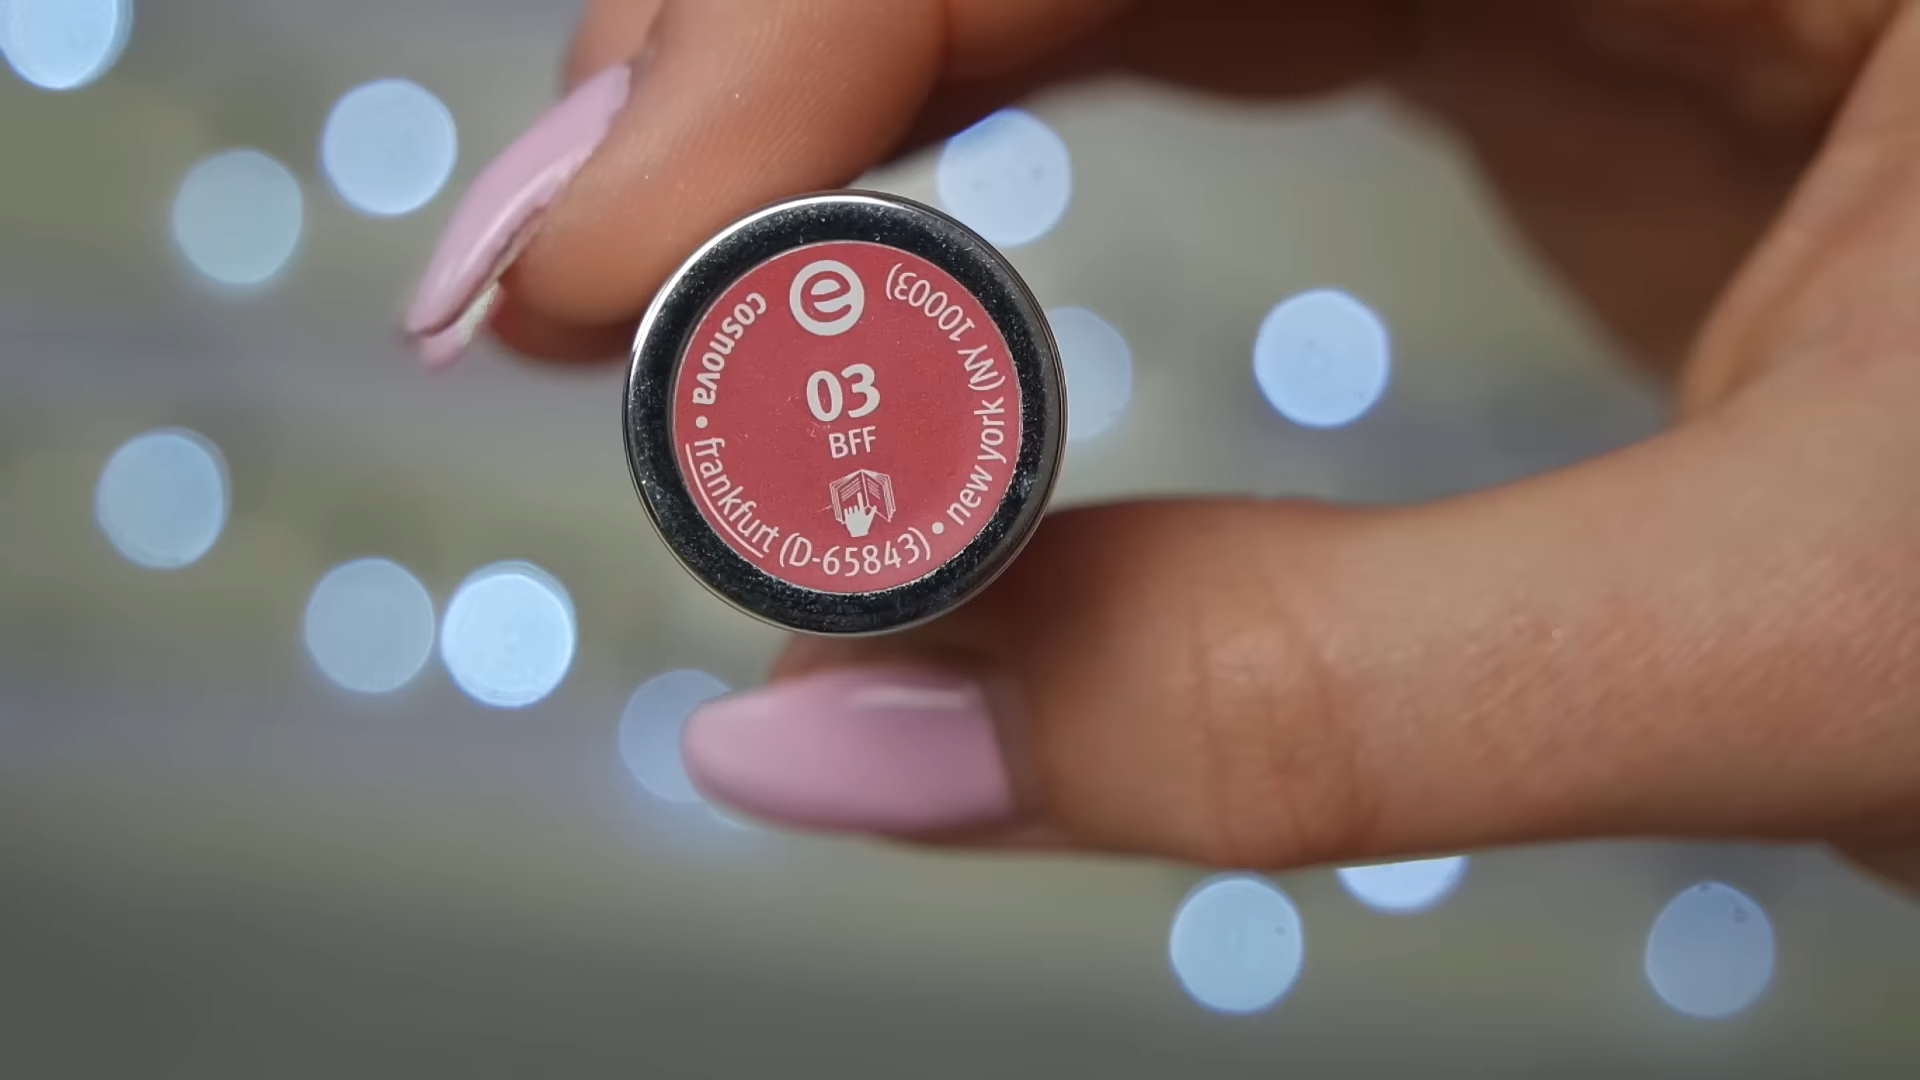 e
03
BFF
cosnova • frankfurt (D-65843) • new york (NY 10003)